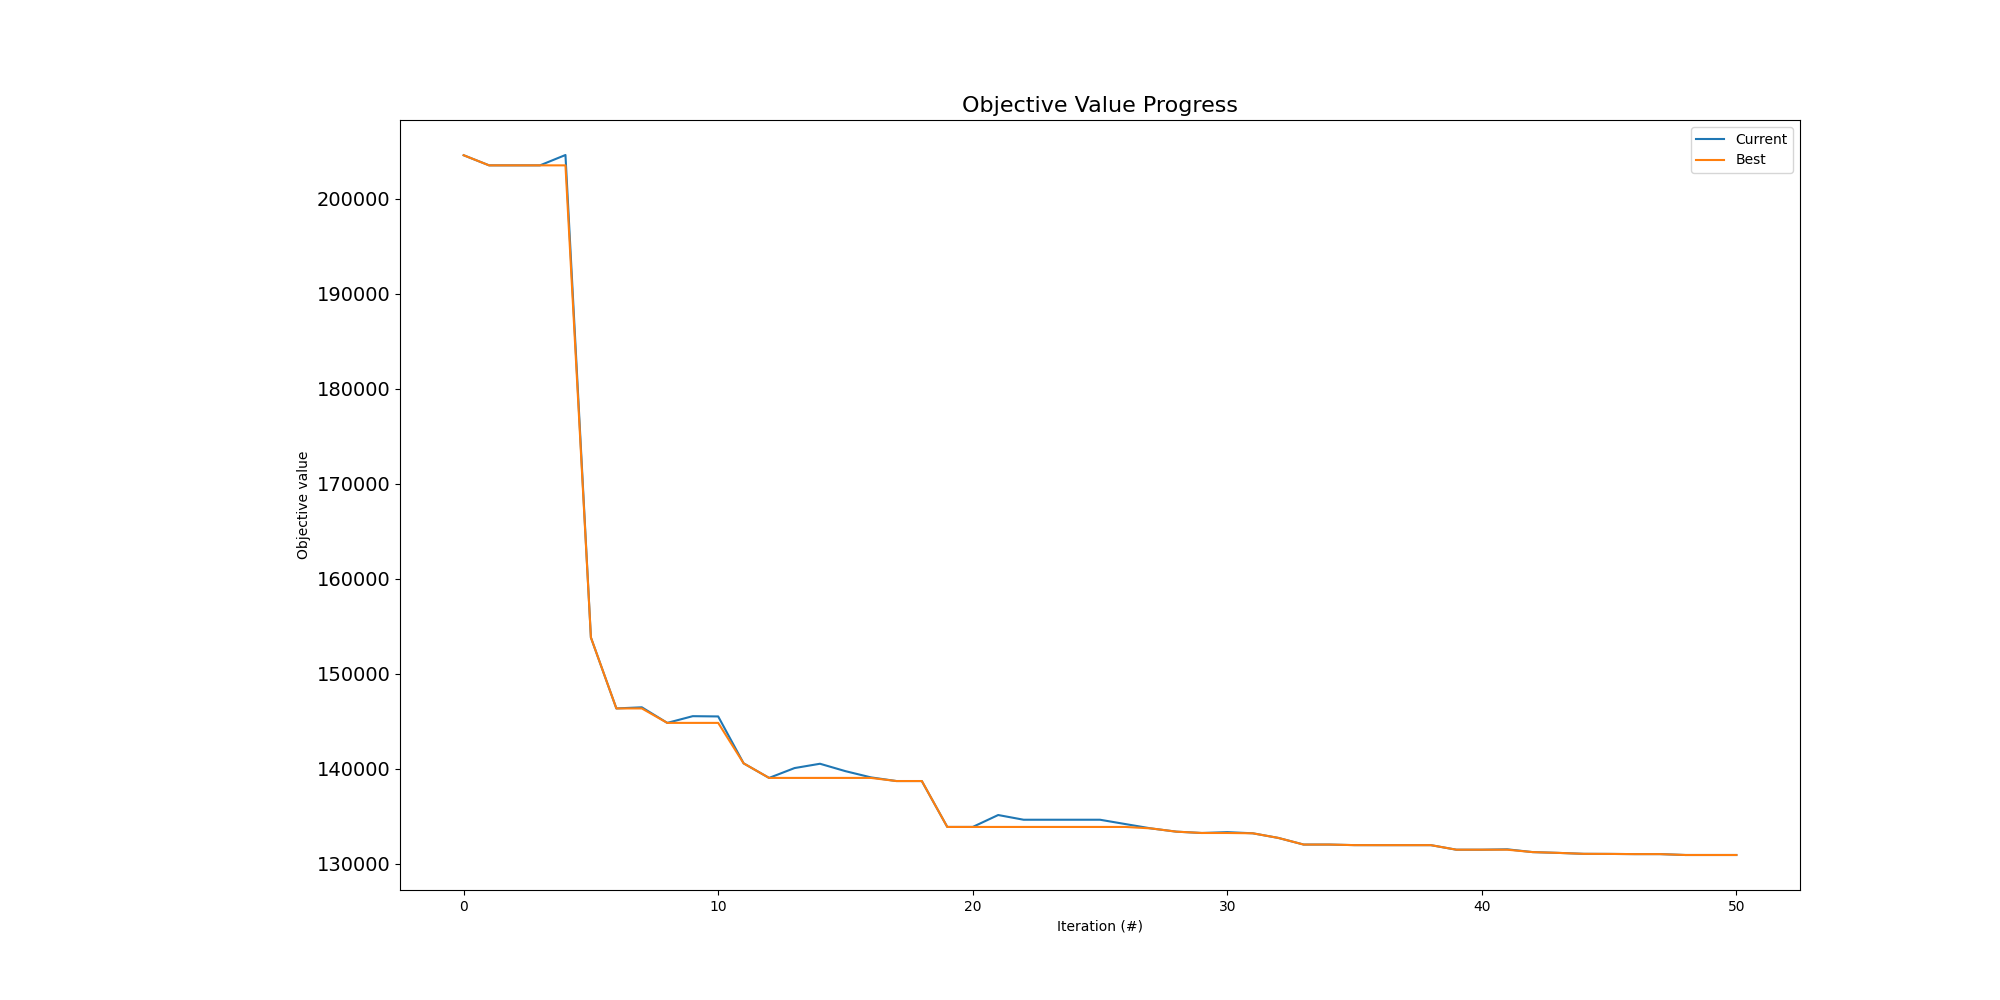 Objective Value Progress
Current
Best
200000
190000
180000
170000
160000
150000
140000
130000
Objective value
0 10 20 30 40 50
Iteration (#)